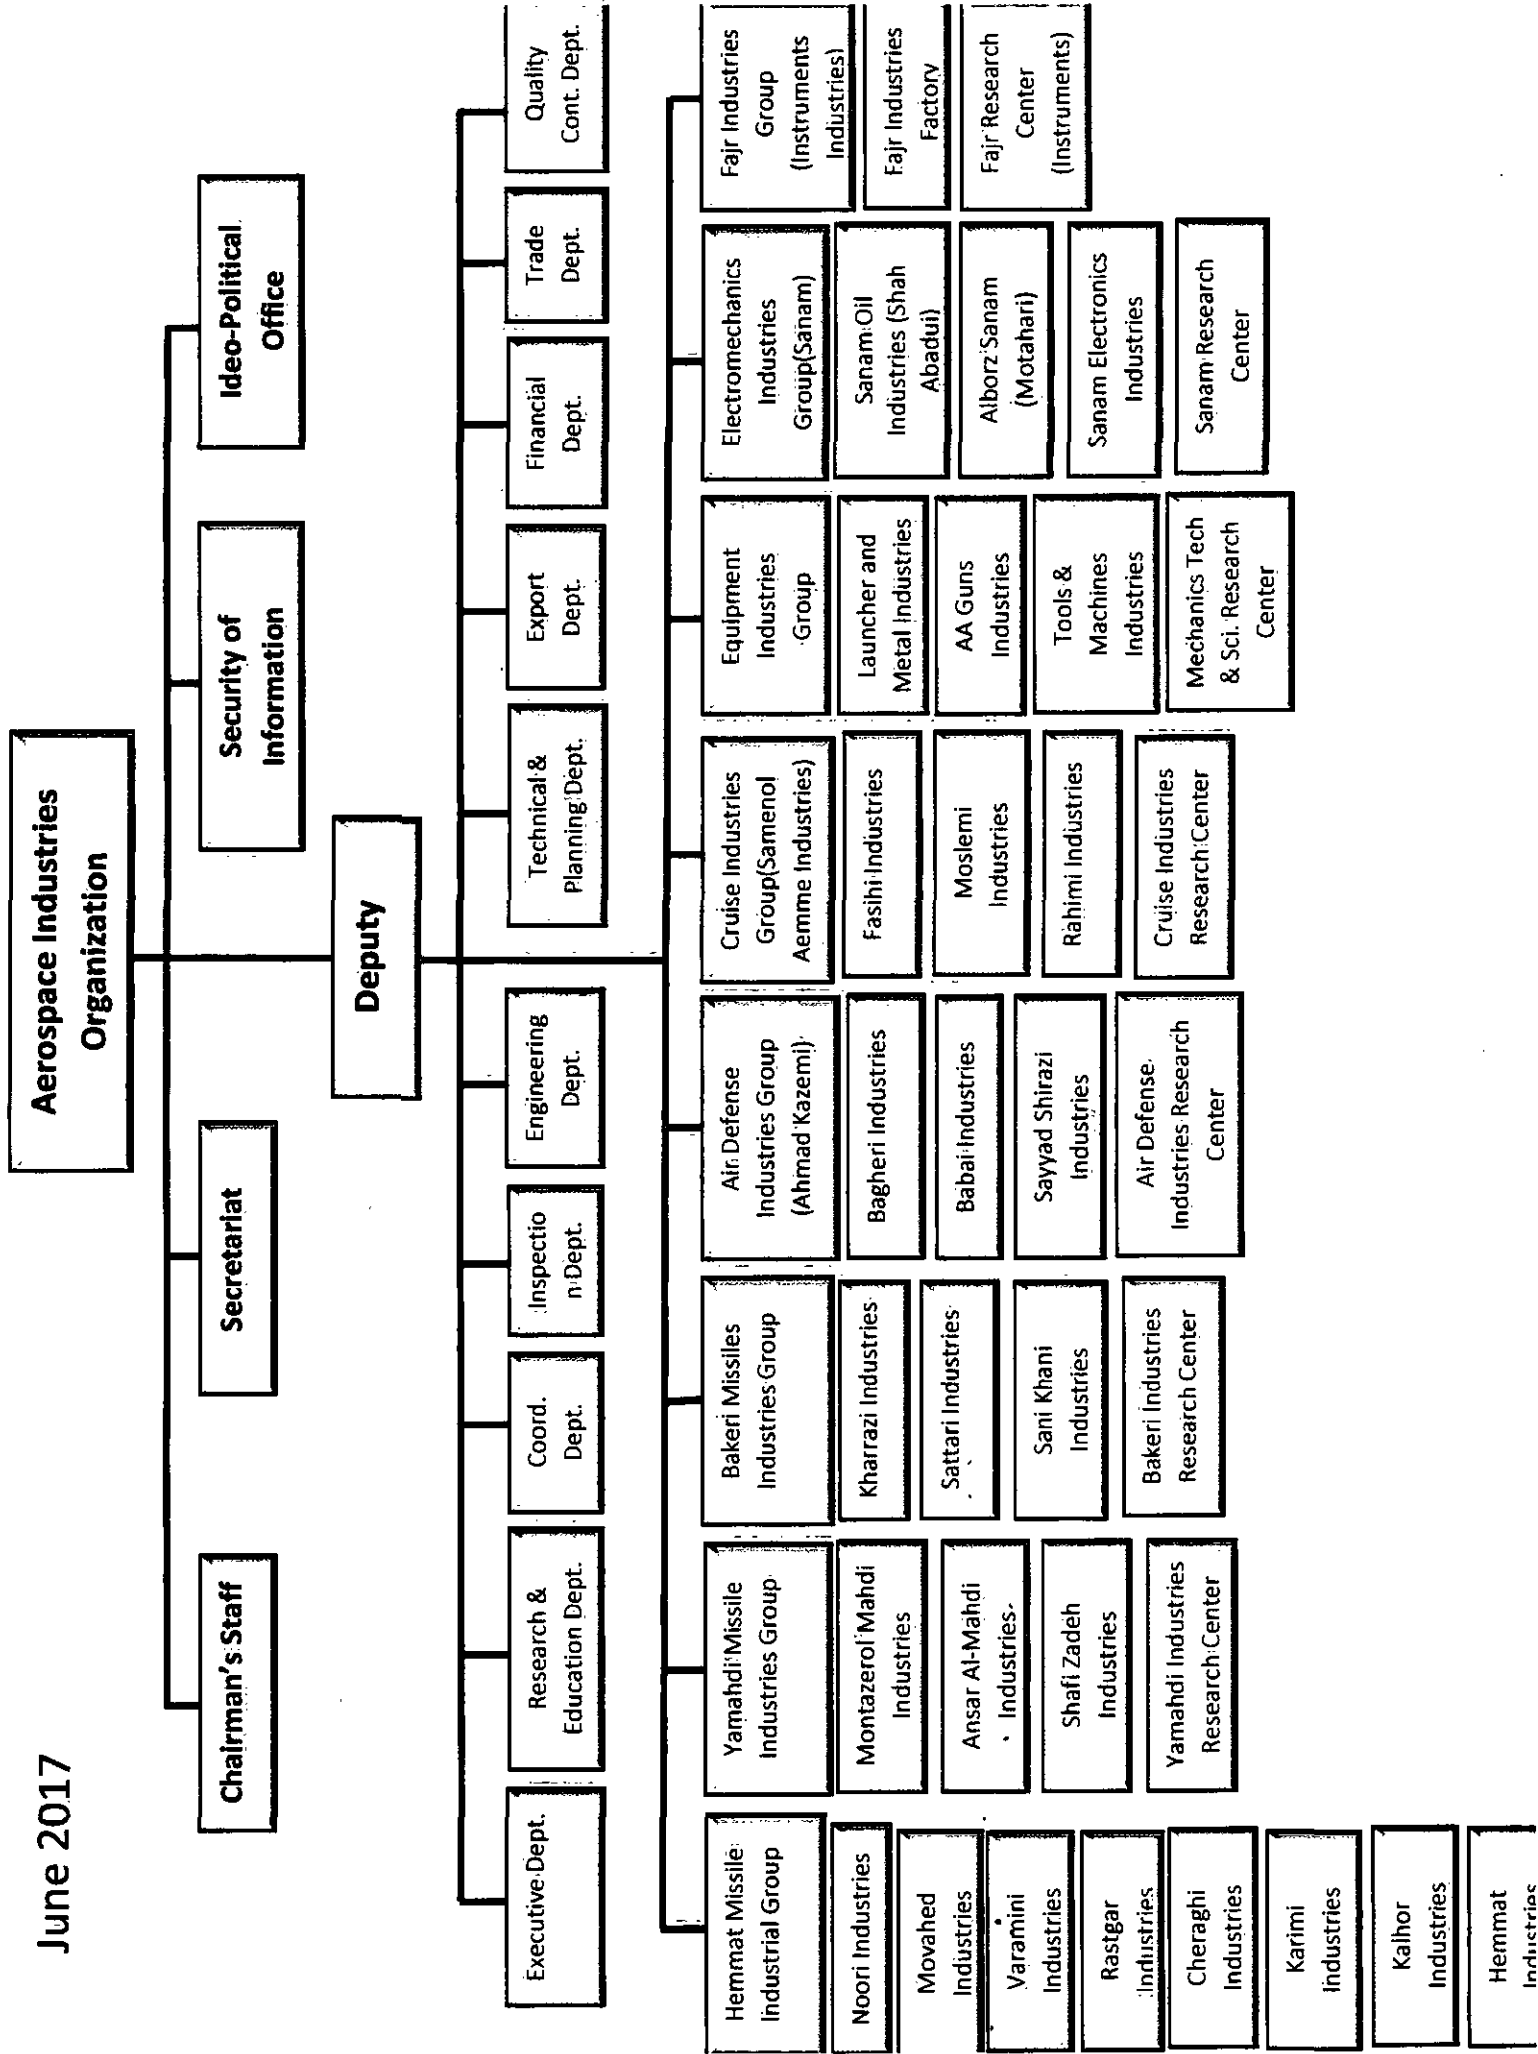 June 2017
Aerospace Industries
Organization
Chairman's Staff
Secretariat
Security of
Information
Ideo-Political
Office
Deputy
Executive Dept.
Research &
Education Dept.
Coord.
Dept.
Inspectio
n Dept.
Engineering
Dept.
Technical &
Planning Dept.
Export
Dept.
Financial
Dept.
Trade
Dept.
Quality
Cont. Dept.
Hemmat Missile
Industrial Group
Noori Industries
Movahed
Industries
Varamini
Industries
Rastgar
Industries
Cheraghi
Industries
Karimi
Industries
Kalhor
Industries
Hemmat
Industries
Yamahdi Missile
Industries Group
Montazerol Mahdi
Industries
Ansar Al-Mahdi
Industries
Shafi Zadeh
Industries
Yamahdi Industries
Research Center
Bakeri Missiles
Industries Group
Kharrazi Industries
Sattari Industries
Sani Khani
Industries
Bakeri Industries
Research Center
Air Defense
Industries Group
(Ahmad Kazemi)
Bagheri Industries
Babai Industries
Sayyad Shirazi
Industries
Air Defense
Industries Research
Center
Cruise Industries
Group(Samenol
Aemme Industries)
Fasihi Industries
Moslemi
Industries
Rahimi Industries
Cruise Industries
Research Center
Equipment
Industries
Group
Launcher and
Metal Industries
AA Guns
Industries
Tools &
Machines
Industries
Mechanics Tech
& Sci. Research
Center
Electromechanics
Industries
Group(Sanam)
Sanam Oil
Industries (Shah
Abadui)
Alborz Sanam
(Motahari)
Sanam Electronics
Industries
Sanam Research
Center
Fajr Industries
Group
(Instruments
Industries)
Fajr Industries
Factory
Fajr Research
Center
(Instruments)